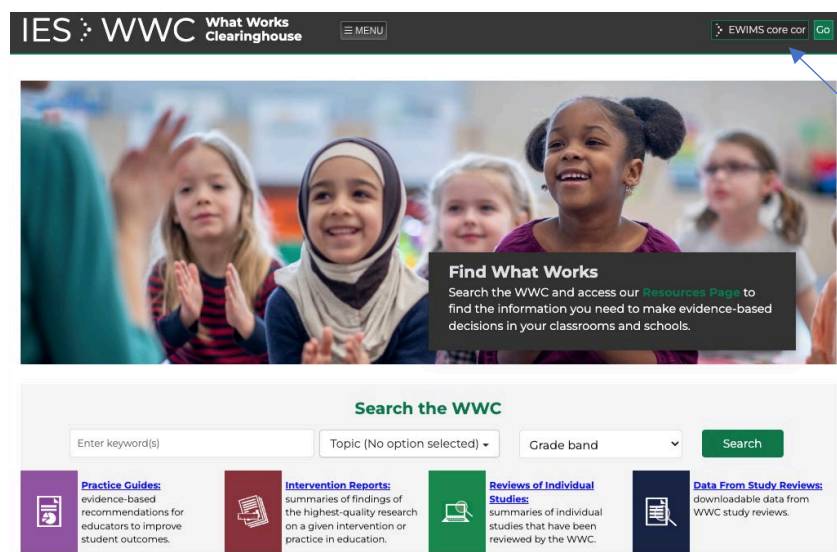 IES WWC What Works
Clearinghouse
☰ MENU
EWIMS core cor Go
Find What Works
Search the WWC and access our Resources Page to
find the information you need to make evidence-based
decisions in your classrooms and schools.
Search the WWC
Enter keyword(s) Topic (No option selected) Grade band Search
Practice Guides:
evidence-based
recommendations for
educators to improve
student outcomes.
Intervention Reports:
summaries of findings of
the highest-quality research
on a given intervention or
practice in education.
Reviews of Individual
Studies:
summaries of individual
studies that have been
reviewed by the WWC.
Data From Study Reviews:
downloadable data from
WWC study reviews.